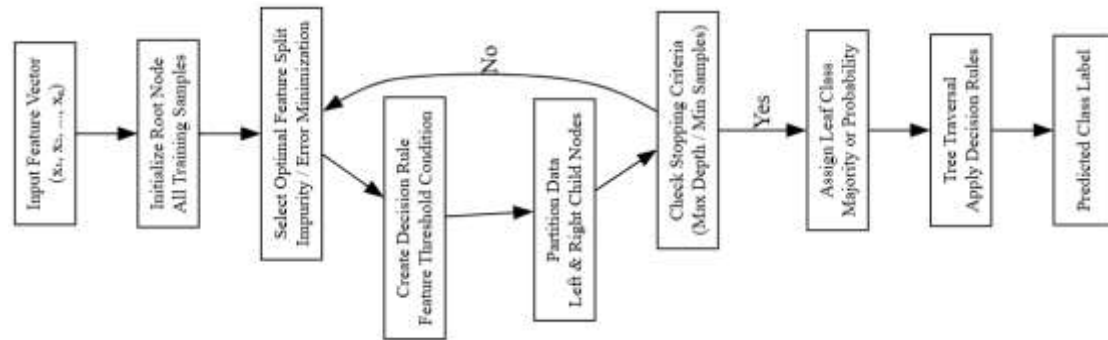 Input Feature Vector
(x₁, x₂, ..., xₙ)
Initialize Root Node
All Training Samples
Select Optimal Feature Split
Impurity / Error Minimization
Create Decision Rule
Feature Threshold Condition
Partition Data
Left & Right Child Nodes
No
Check Stopping Criteria
(Max Depth / Min Samples)
Yes
Assign Leaf Class
Majority or Probability
Tree Traversal
Apply Decision Rules
Predicted Class Label